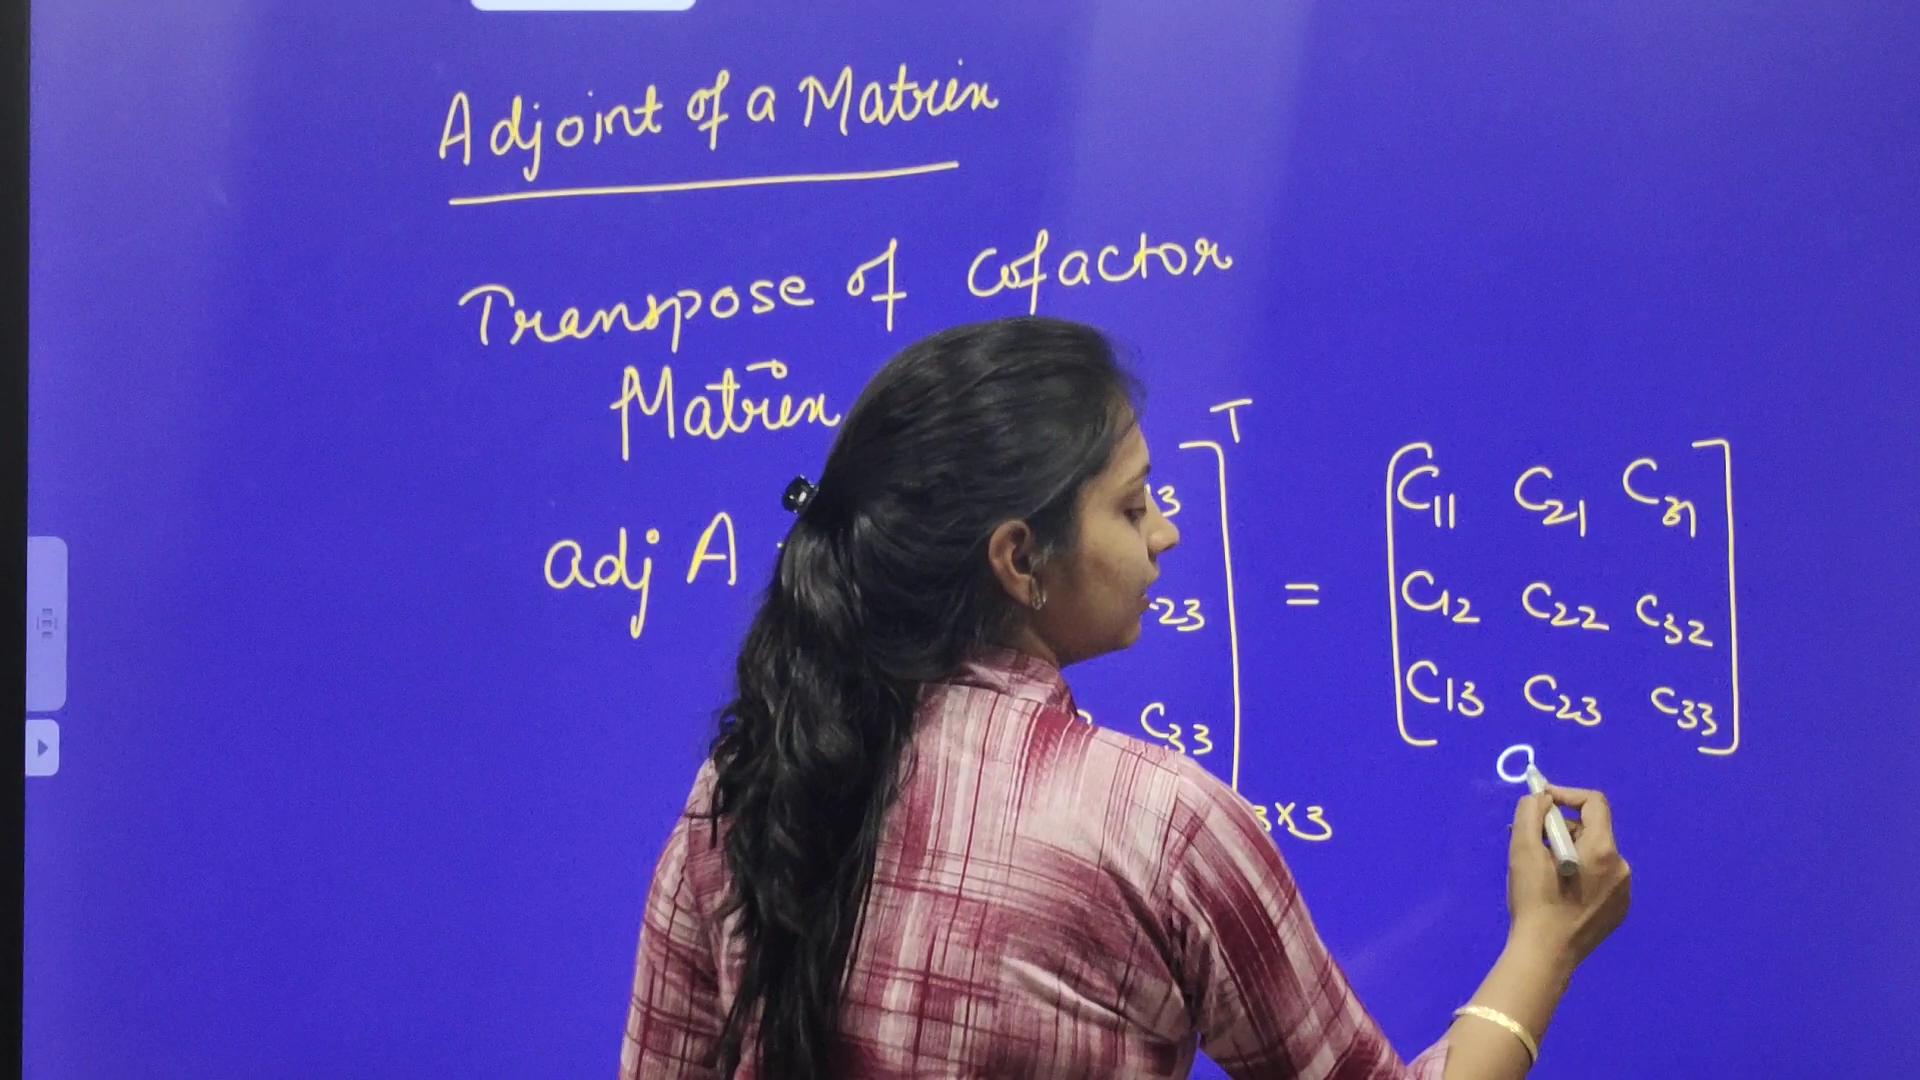 Adjoint of a Matrix
Transpose of Cofactor
Matrix
adj A
T
13
23
C33
3x3
=
C11 C21 C31
C12 C22 C32
C13 C23 C33